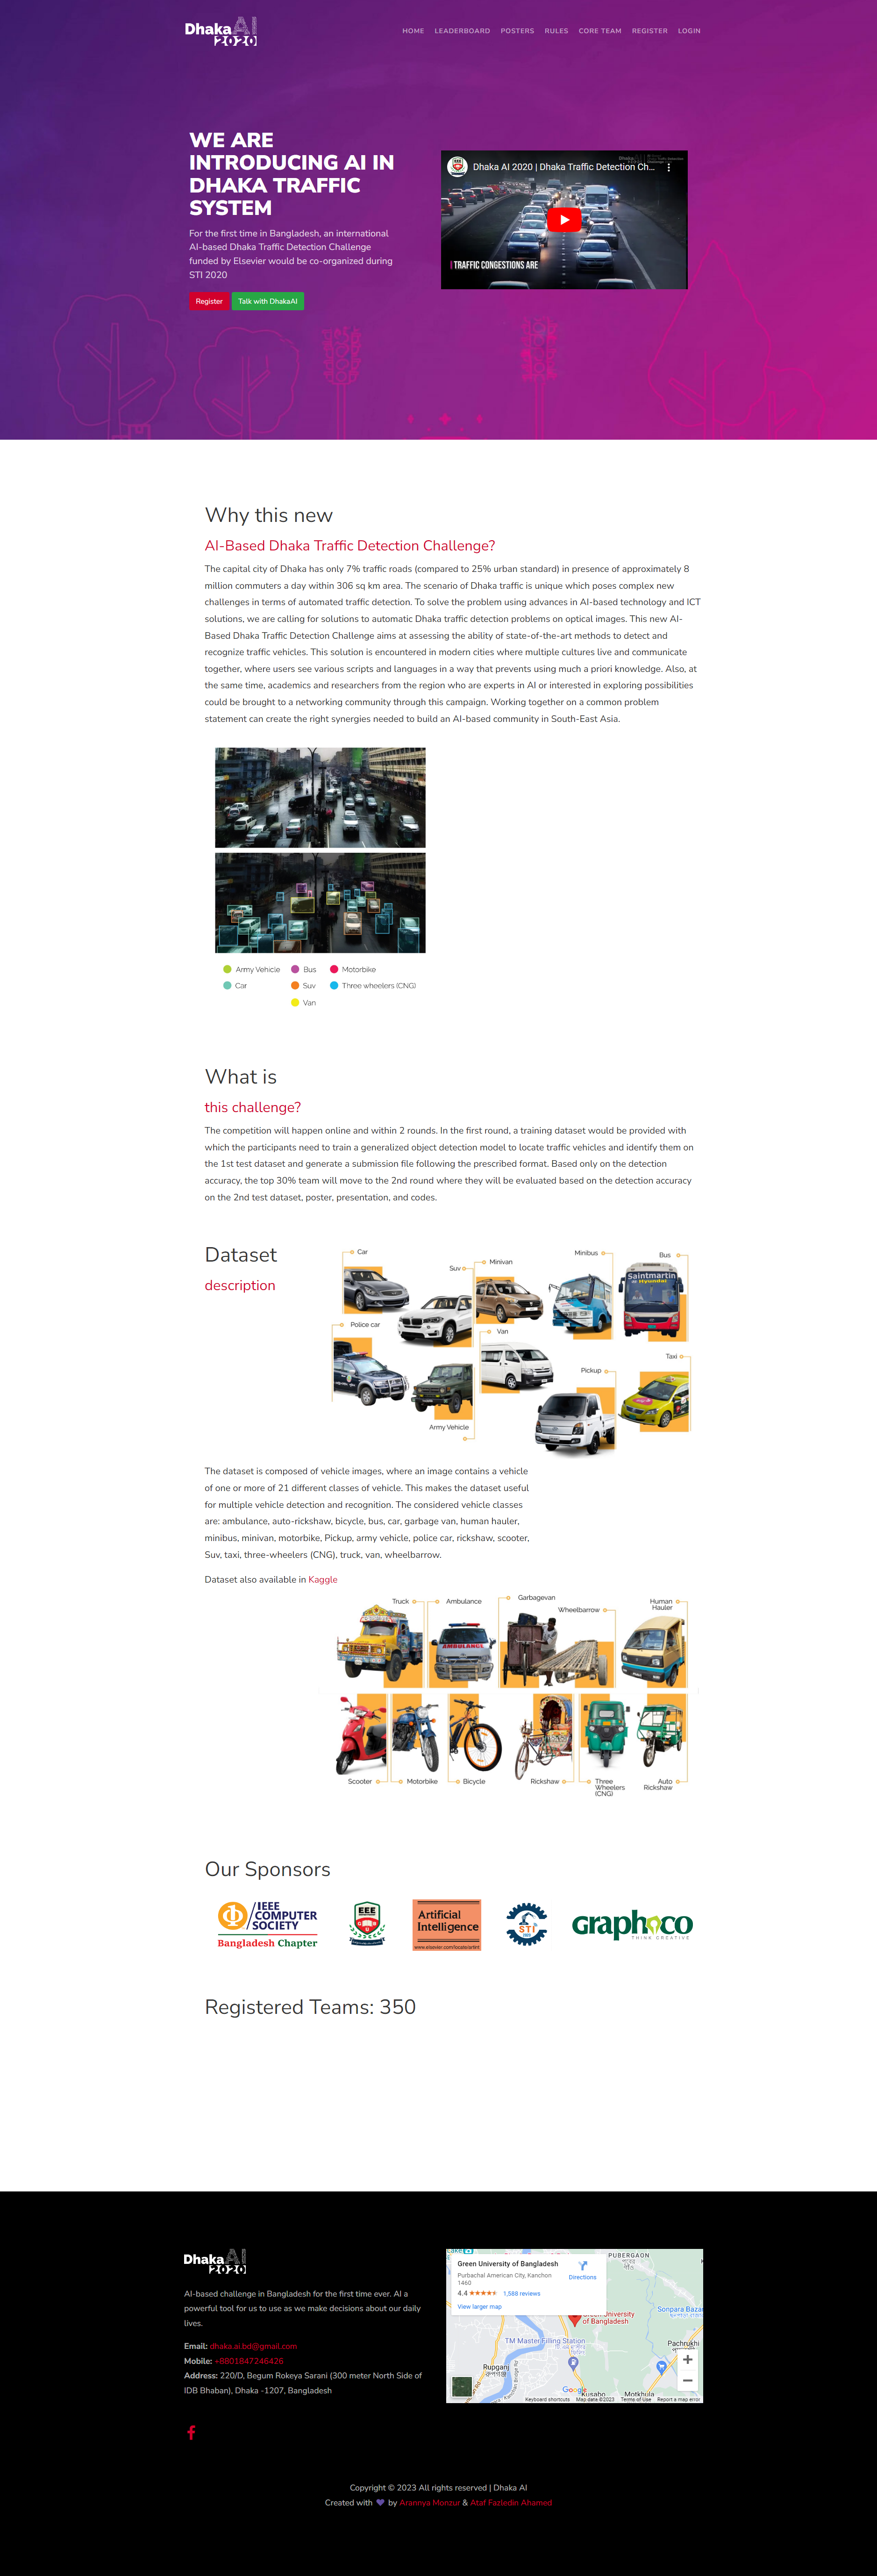 Dhaka AI
2020
HOME LEADERBOARD POSTERS RULES CORE TEAM REGISTER LOGIN
WE ARE
INTRODUCING AI IN
DHAKA TRAFFIC
SYSTEM
For the first time in Bangladesh, an international
AI-based Dhaka Traffic Detection Challenge
funded by Elsevier would be co-organized during
STI 2020
Register Talk with DhakaAI
Dhaka AI 2020 | Dhaka Traffic Detection Ch...
TRAFFIC CONGESTIONS ARE
Why this new
AI-Based Dhaka Traffic Detection Challenge?
The capital city of Dhaka has only 7% traffic roads (compared to 25% urban standard) in presence of approximately 8
million commuters a day within 306 sq km area. The scenario of Dhaka traffic is unique which poses complex new
challenges in terms of automated traffic detection. To solve the problem using advances in AI-based technology and ICT
solutions, we are calling for solutions to automatic Dhaka traffic detection problems on optical images. This new AI-
Based Dhaka Traffic Detection Challenge aims at assessing the ability of state-of-the-art methods to detect and
recognize traffic vehicles. This solution is encountered in modern cities where multiple cultures live and communicate
together, where users see various scripts and languages in a way that prevents using much a priori knowledge. Also, at
the same time, academics and researchers from the region who are experts in AI or interested in exploring possibilities
could be brought to a networking community through this campaign. Working together on a common problem
statement can create the right synergies needed to build an AI-based community in South-East Asia.
Army Vehicle Bus Motorbike
Car Suv Three wheelers (CNG)
Van
What is
this challenge?
The competition will happen online and within 2 rounds. In the first round, a training dataset would be provided with
which the participants need to train a generalized object detection model to locate traffic vehicles and identify them on
the 1st test dataset and generate a submission file following the prescribed format. Based only on the detection
accuracy, the top 30% team will move to the 2nd round where they will be evaluated based on the detection accuracy
on the 2nd test dataset, poster, presentation, and codes.
Dataset
description
Car
Suv
Minivan
Minibus
Bus
Saintmartin
Hyundai
Police car
Van
Taxi
Pickup
Army Vehicle
The dataset is composed of vehicle images, where an image contains a vehicle
of one or more of 21 different classes of vehicle. This makes the dataset useful
for multiple vehicle detection and recognition. The considered vehicle classes
are: ambulance, auto-rickshaw, bicycle, bus, car, garbage van, human hauler,
minibus, minivan, motorbike, Pickup, army vehicle, police car, rickshaw, scooter,
Suv, taxi, three-wheelers (CNG), truck, van, wheelbarrow.
Dataset also available in Kaggle
Truck
Ambulance
Garbagevan
Wheelbarrow
Human
Hauler
AMBULANCE
Scooter
Motorbike
Bicycle
Rickshaw
Three
Wheelers
(CNG)
Auto
Rickshaw
Our Sponsors
IEEE
COMPUTER
SOCIETY
Bangladesh Chapter
EEE
Artificial
Intelligence
www.elsevier.com/locate/artint
STI
graphoco
THINK CREATIVE
Registered Teams: 350
Dhaka AI
2020
AI-based challenge in Bangladesh for the first time ever. AI a
powerful tool for us to use as we make decisions about our daily
lives.
Email: dhaka.ai.bd@gmail.com
Mobile: +8801847246426
Address: 220/D, Begum Rokeya Sarani (300 meter North Side of
IDB Bhaban), Dhaka -1207, Bangladesh
Green University of Bangladesh
Purbachal American City, Kanchon
1460
4.4 1,588 reviews
View larger map
Directions
PUBERGAON
Green University
of Bangladesh
Sonpara Bazar
TM Master Filling Station
Pachrukhi
Rupganj
রূপগঞ্জ
Google
Kusabo
Motkhula
Keyboard shortcuts Map data ©2023 Terms of Use Report a map error
Copyright © 2023 All rights reserved | Dhaka AI
Created with by Arannya Monzur & Ataf Fazledin Ahamed